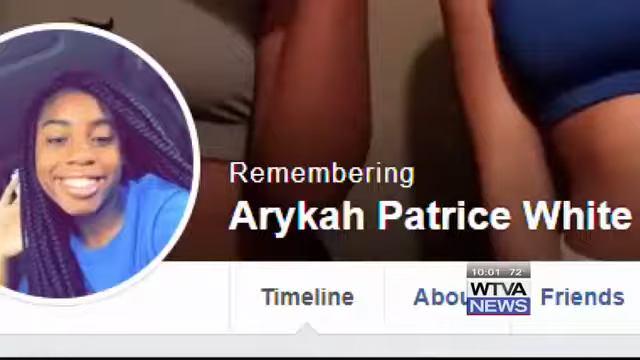 Remembering
Arykah Patrice White
Timeline
Abou
Friends
10:01 72
WTVA
NEWS